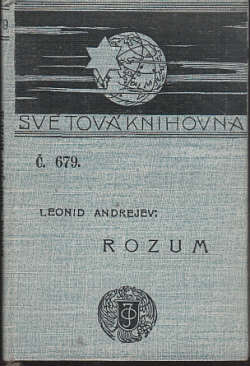 SVĚTOVÁ KNIHOVNA
Č. 679.
LEONID ANDREJEV:
ROZUM